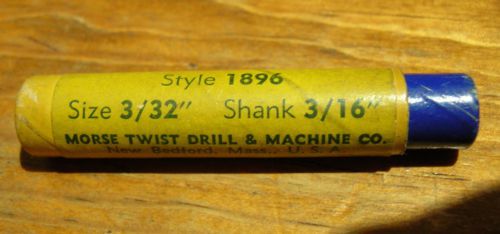 Style 1896
Size 3/32" Shank 3/16"
MORSE TWIST DRILL & MACHINE CO.
New Bedford, Mass., U. S. A.